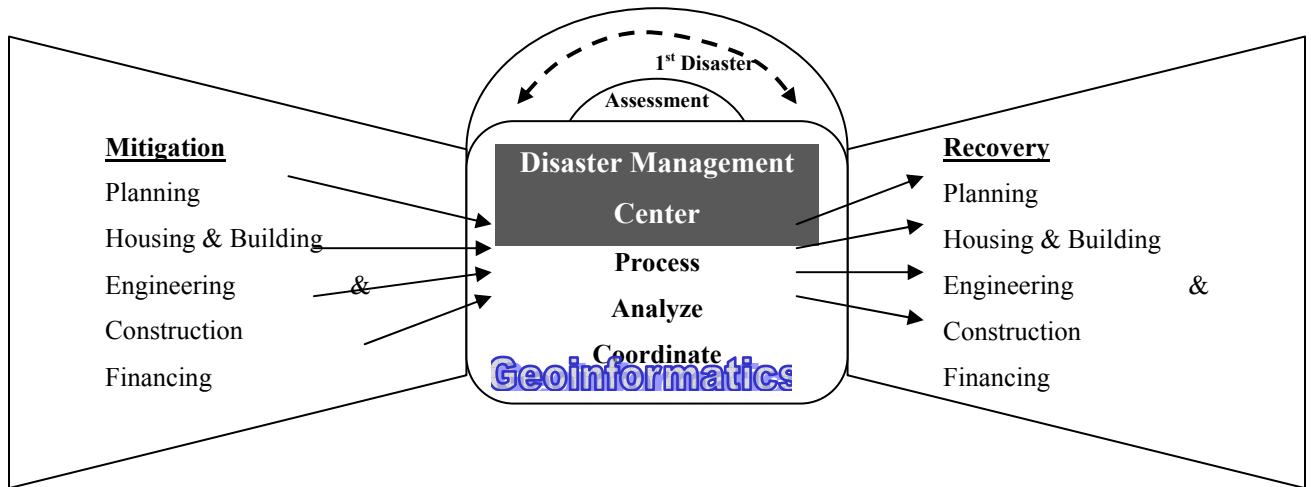 1st Disaster
Assessment
Mitigation
Planning
Housing & Building
Engineering &
Construction
Financing
Disaster Management
Center
Process
Analyze
Coordinate
Geoinformatics
Recovery
Planning
Housing & Building
Engineering &
Construction
Financing